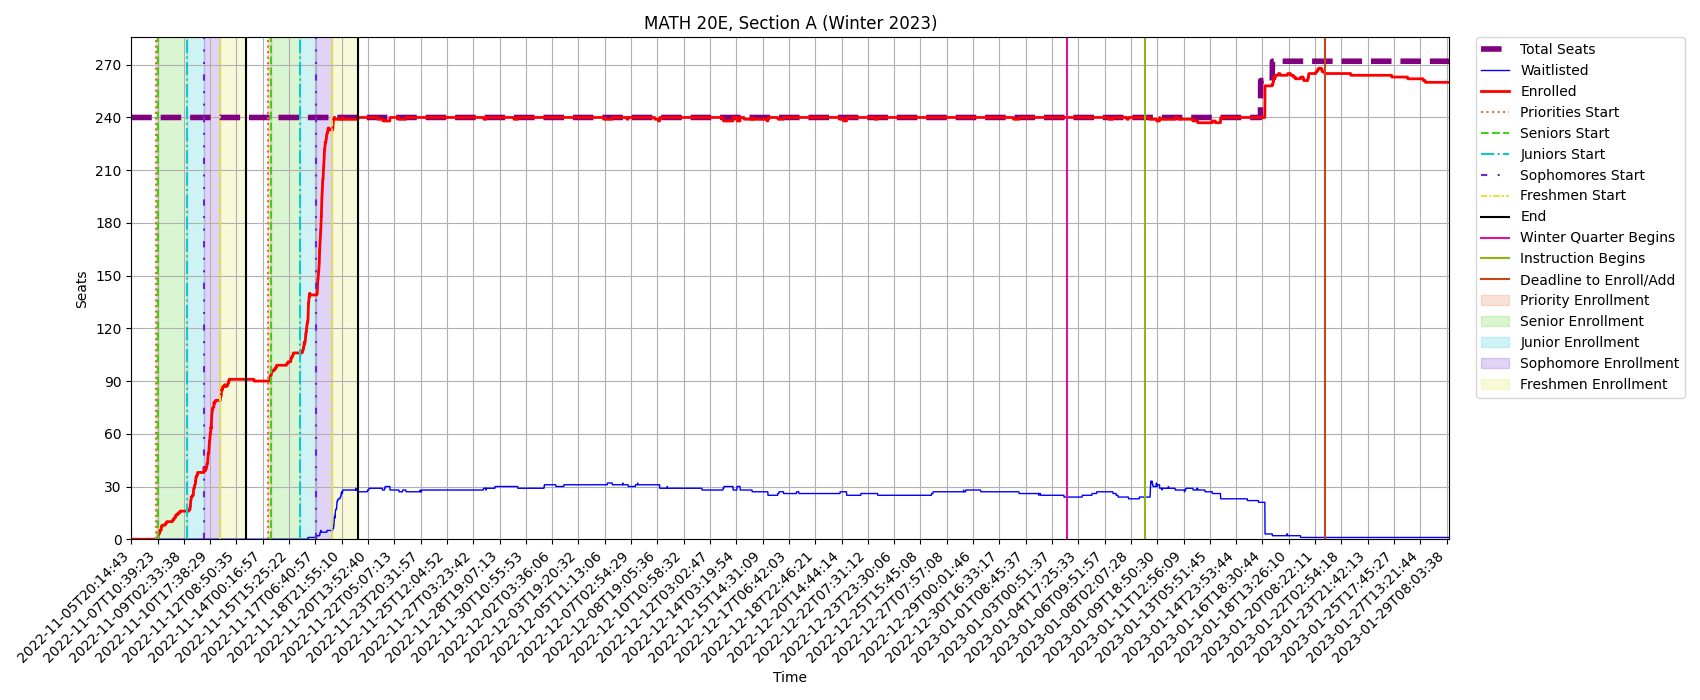 MATH 20E, Section A (Winter 2023)
270
240
210
180
150
120
90
60
30
0
Seats
2022-11-05T20:14:43
2022-11-07T10:39:23
2022-11-09T02:33:38
2022-11-10T17:38:29
2022-11-12T08:50:35
2022-11-14T00:16:57
2022-11-15T15:25:22
2022-11-17T06:40:57
2022-11-18T21:55:10
2022-11-20T13:52:40
2022-11-22T05:07:13
2022-11-23T20:31:57
2022-11-25T12:04:52
2022-11-27T03:23:42
2022-11-28T19:07:13
2022-11-30T10:55:53
2022-12-02T03:36:06
2022-12-03T19:20:32
2022-12-05T11:13:06
2022-12-07T02:54:29
2022-12-08T19:05:36
2022-12-10T10:58:32
2022-12-12T03:02:47
2022-12-14T03:19:54
2022-12-15T14:31:09
2022-12-17T06:42:03
2022-12-18T22:46:21
2022-12-20T14:44:14
2022-12-22T07:31:12
2022-12-23T23:30:06
2022-12-25T15:45:08
2022-12-27T07:57:08
2022-12-29T00:01:46
2022-12-30T16:33:17
2023-01-01T08:45:37
2023-01-03T00:51:37
2023-01-04T17:25:33
2023-01-06T09:51:57
2023-01-08T02:07:28
2023-01-09T18:50:30
2023-01-11T12:56:09
2023-01-13T05:51:45
2023-01-14T23:53:44
2023-01-16T18:30:44
2023-01-18T13:26:10
2023-01-20T08:22:11
2023-01-22T02:54:18
2023-01-23T21:42:13
2023-01-25T17:45:27
2023-01-27T13:21:44
2023-01-29T08:03:38
Time
Total Seats
Waitlisted
Enrolled
Priorities Start
Seniors Start
Juniors Start
Sophomores Start
Freshmen Start
End
Winter Quarter Begins
Instruction Begins
Deadline to Enroll/Add
Priority Enrollment
Senior Enrollment
Junior Enrollment
Sophomore Enrollment
Freshmen Enrollment